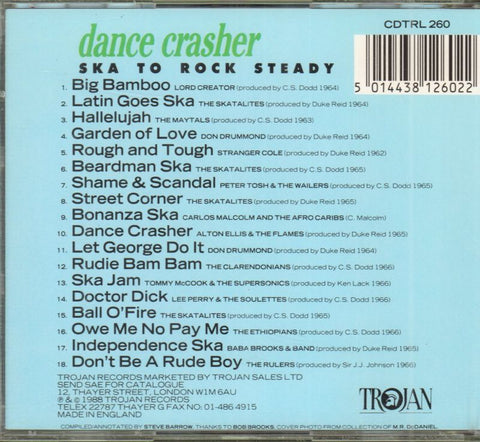 dance crasher
SKA TO ROCK STEADY
CDTRL 260
5 014438 126022
1. Big Bamboo LORD CREATOR (produced by C.S. Dodd 1964)
2. Latin Goes Ska THE SKATALITES (produced by Duke Reid 1964)
3. Hallelujah THE MAYTALS (produced by C.S. Dodd 1963)
4. Garden of Love DON DRUMMOND (produced by Duke Reid 1964)
5. Rough and Tough STRANGER COLE (produced by Duke Reid 1962)
6. Beardman Ska THE SKATALITES (produced by C.S. Dodd 1965)
7. Shame & Scandal PETER TOSH & THE WAILERS (produced by C.S. Dodd 1965)
8. Street Corner THE SKATALITES (produced by Duke Reid 1965)
9. Bonanza Ska CARLOS MALCOLM AND THE AFRO CARIBS (C. Malcolm)
10. Dance Crasher ALTON ELLIS & THE FLAMES (produced by Duke Reid 1965)
11. Let George Do It DON DRUMMOND (produced by Duke Reid 1964)
12. Rudie Bam Bam THE CLARENDONIANS (produced by C.S. Dodd 1966)
13. Ska Jam TOMMY McCOOK & THE SUPERSONICS (produced by Ken Lack 1966)
14. Doctor Dick LEE PERRY & THE SOULETTES (produced by C.S. Dodd 1966)
15. Ball O'Fire THE SKATALITES (produced by C.S. Dodd 1965)
16. Owe Me No Pay Me THE ETHIOPIANS (produced by C.S. Dodd 1966)
17. Independence Ska BABA BROOKS & BAND (produced by Duke Reid 1965)
18. Don't Be A Rude Boy THE RULERS (produced by Sir J.J. Johnson 1966)
TROJAN RECORDS MARKETED BY TROJAN SALES LTD
SEND SAE FOR CATALOGUE
12, THAYER STREET, LONDON W1M 6AU
℗ & © 1988 TROJAN RECORDS
TELEX 22787 THAYER G FAX NO: 01-486 4915
MADE IN ENGLAND
TROJAN
COMPILED/ANNOTATED BY STEVE BARROW. THANKS TO BOB BROOKS. COVER PHOTO FROM COLLECTION OF M.R. McDANIEL.